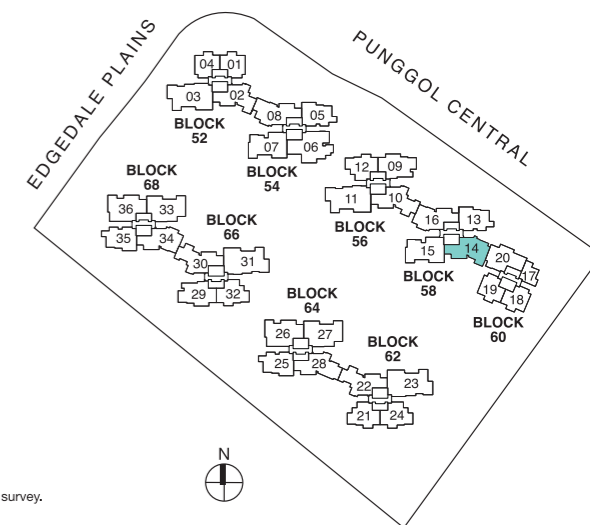 EDGEDALE PLAINS
PUNGGOL CENTRAL
04 01
03 02
BLOCK
52
08 05
07 06
BLOCK
54
12 09
11 10
BLOCK
56
16 13
15 14
BLOCK
58
20 17
19 18
BLOCK
60
BLOCK
68
36 33
35 34
BLOCK
66
30 31
29 32
BLOCK
64
26 27
25 28
BLOCK
62
22 23
21 24
N
survey.